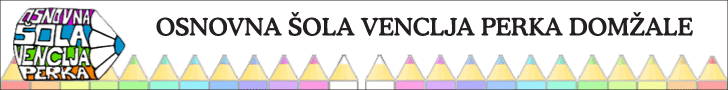 OSNOVNA
ŠOLA
VENCLJA
PERKA
OSNOVNA ŠOLA VENCLJA PERKA DOMŽALE